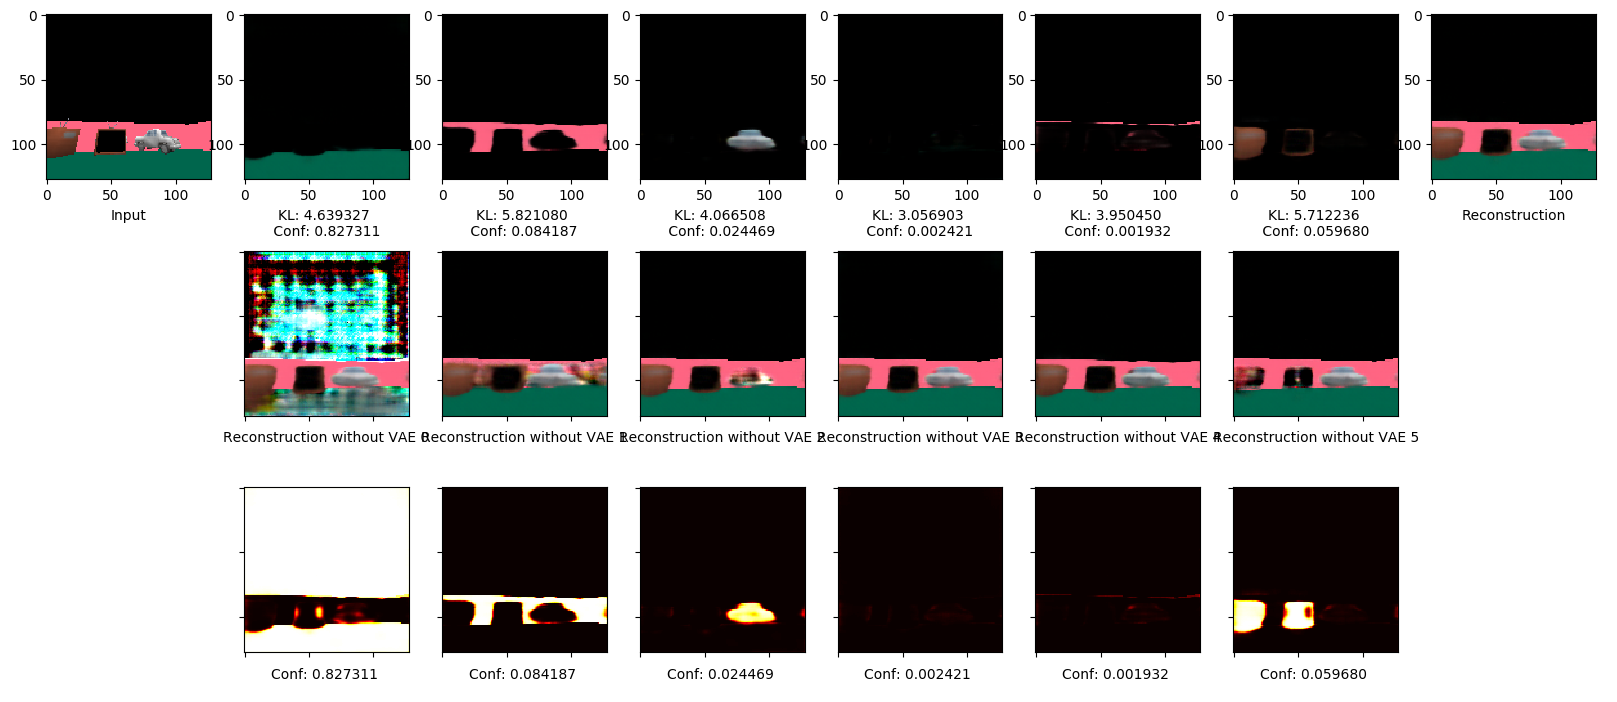 0
50
100
0 50 100
Input
0
50
100
0 50 100
KL: 4.639327
Conf: 0.827311
0
50
100
0 50 100
KL: 5.821080
Conf: 0.084187
0
50
100
0 50 100
KL: 4.066508
Conf: 0.024469
0
50
100
0 50 100
KL: 3.056903
Conf: 0.002421
0
50
100
0 50 100
KL: 3.950450
Conf: 0.001932
0
50
100
0 50 100
KL: 5.712236
Conf: 0.059680
0
50
100
0 50 100
Reconstruction
Reconstruction without VAE 0
Reconstruction without VAE 1
Reconstruction without VAE 2
Reconstruction without VAE 3
Reconstruction without VAE 4
Reconstruction without VAE 5
Conf: 0.827311
Conf: 0.084187
Conf: 0.024469
Conf: 0.002421
Conf: 0.001932
Conf: 0.059680